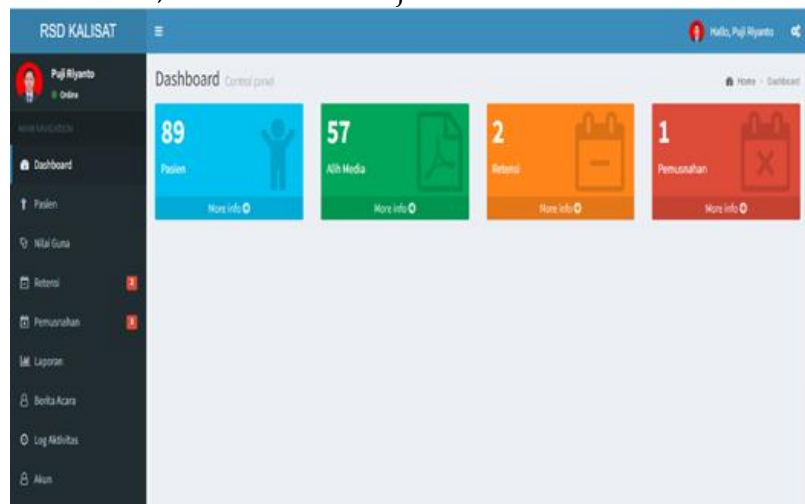 RSD KALISAT
Hallo, Puji Riyanto
Puji Riyanto
Online
MAIN NAVIGATION
Dashboard
Pasien
Nilai Guna
Retensi 2
Pemusnahan 1
Laporan
Berita Acara
Log Aktivitas
Akun
Dashboard Control panel
Home > Dashboard
89
Pasien
More info
57
Alih Media
More info
2
Retensi
More info
1
Pemusnahan
More info